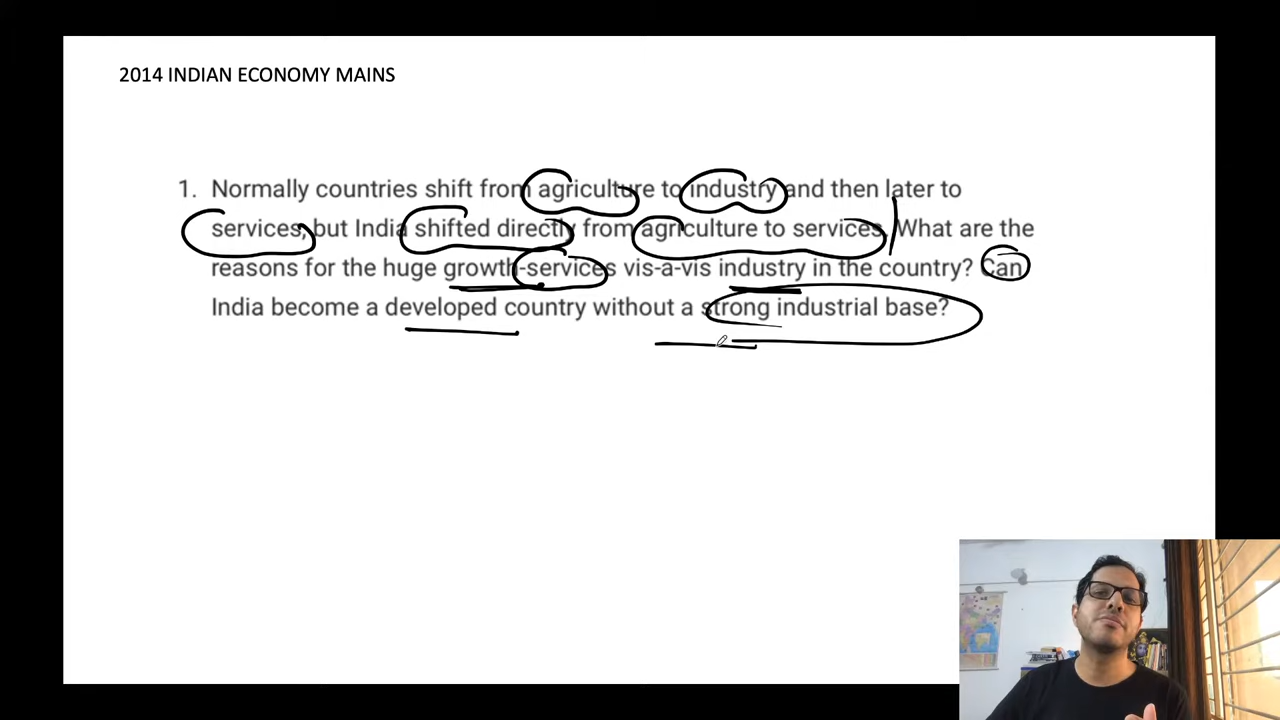 2014 INDIAN ECONOMY MAINS
1. Normally countries shift from agriculture to industry and then later to
services, but India shifted directly from agriculture to services. What are the
reasons for the huge growth-services vis-a-vis industry in the country? Can
India become a developed country without a strong industrial base?